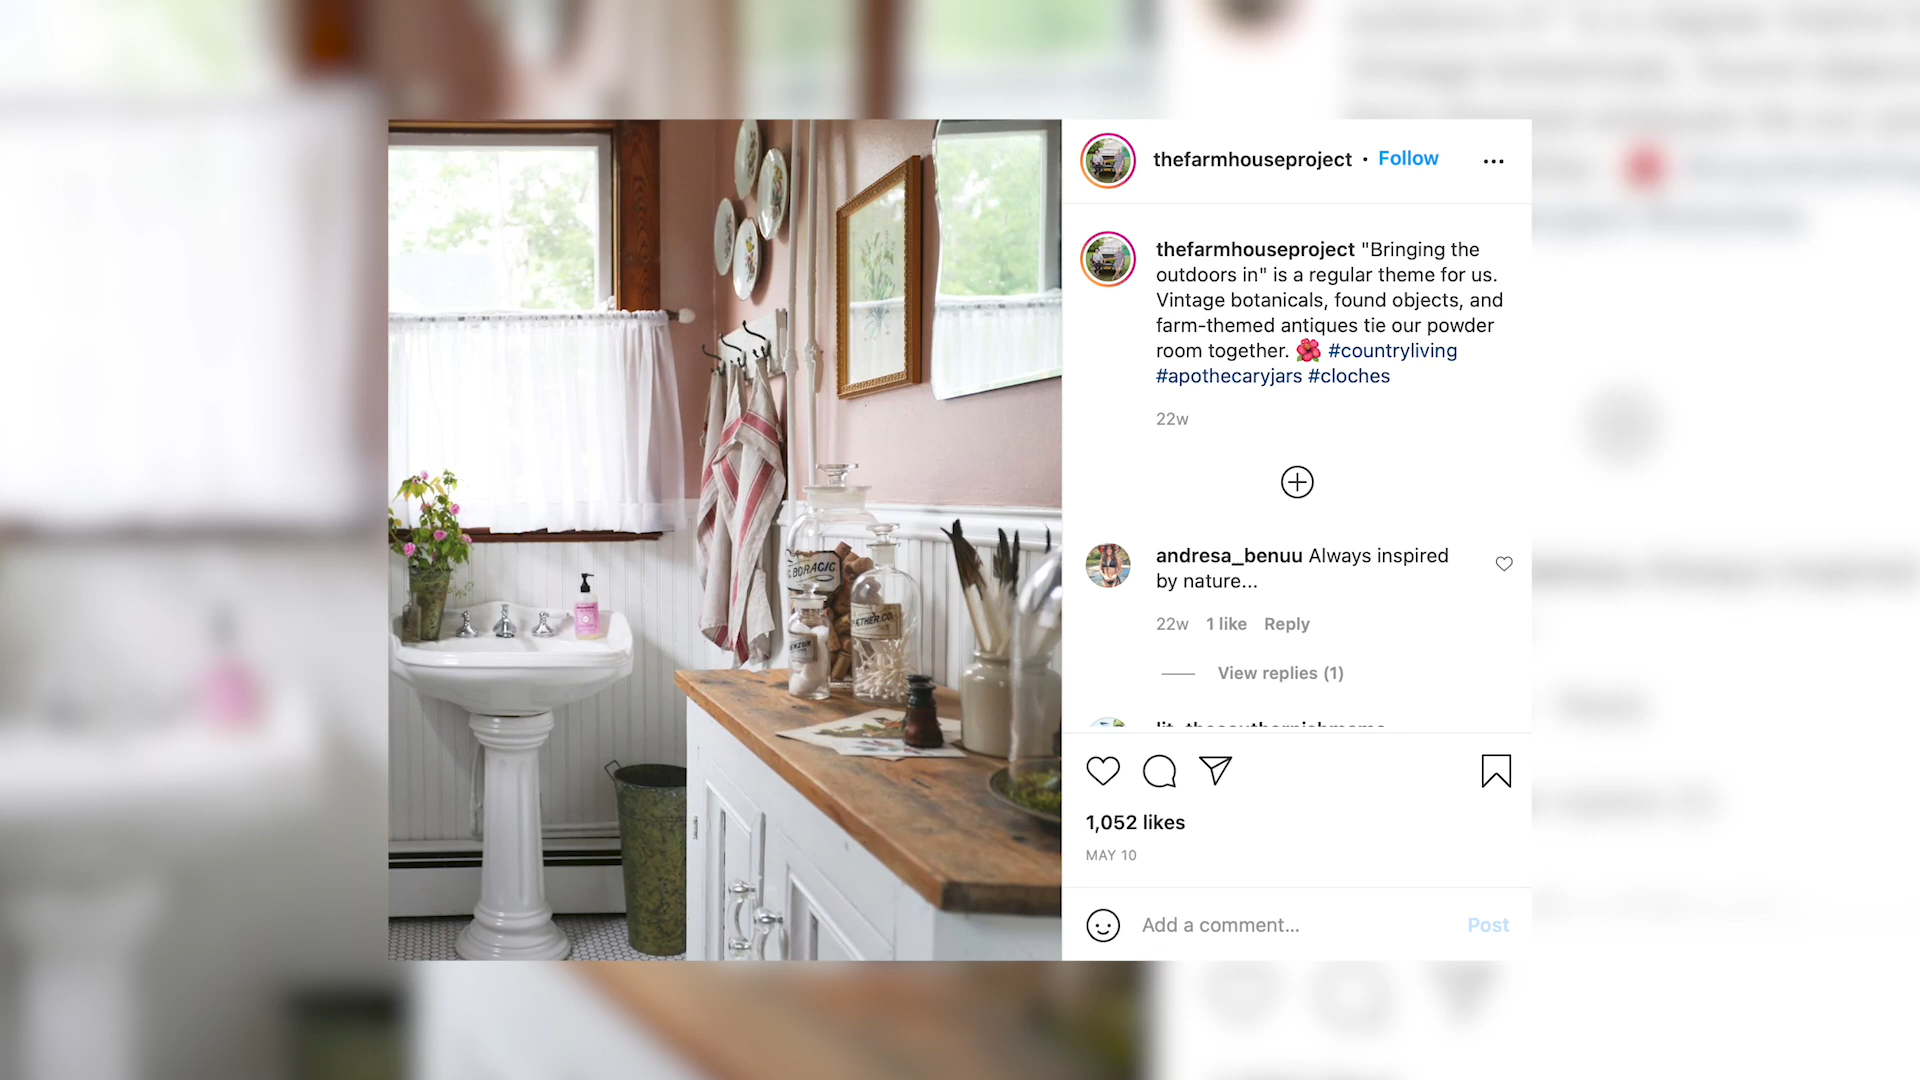 thefarmhouseproject • Follow
thefarmhouseproject "Bringing the
outdoors in" is a regular theme for us.
Vintage botanicals, found objects, and
farm-themed antiques tie our powder
room together. 🌺 #countryliving
#apothecaryjars #cloches
22w
andresa_benuu Always inspired
by nature...
22w 1 like Reply
View replies (1)
1,052 likes
MAY 10
Add a comment... Post
BORACIC
ETHER.CO.